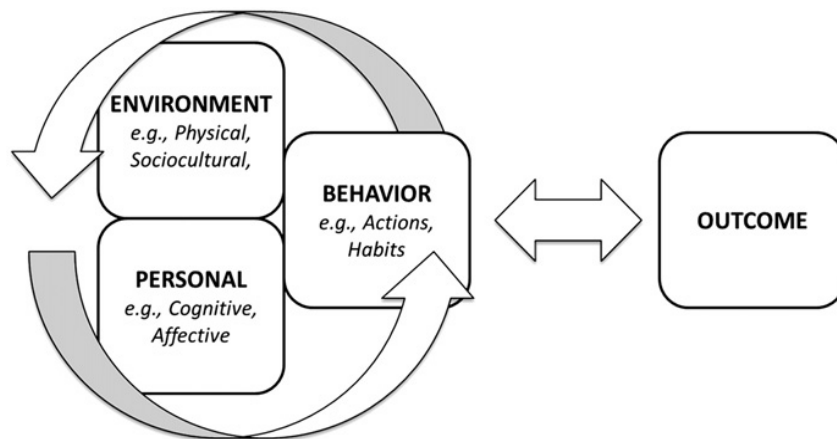 ENVIRONMENT
e.g., Physical,
Sociocultural,
PERSONAL
e.g., Cognitive,
Affective
BEHAVIOR
e.g., Actions,
Habits
OUTCOME